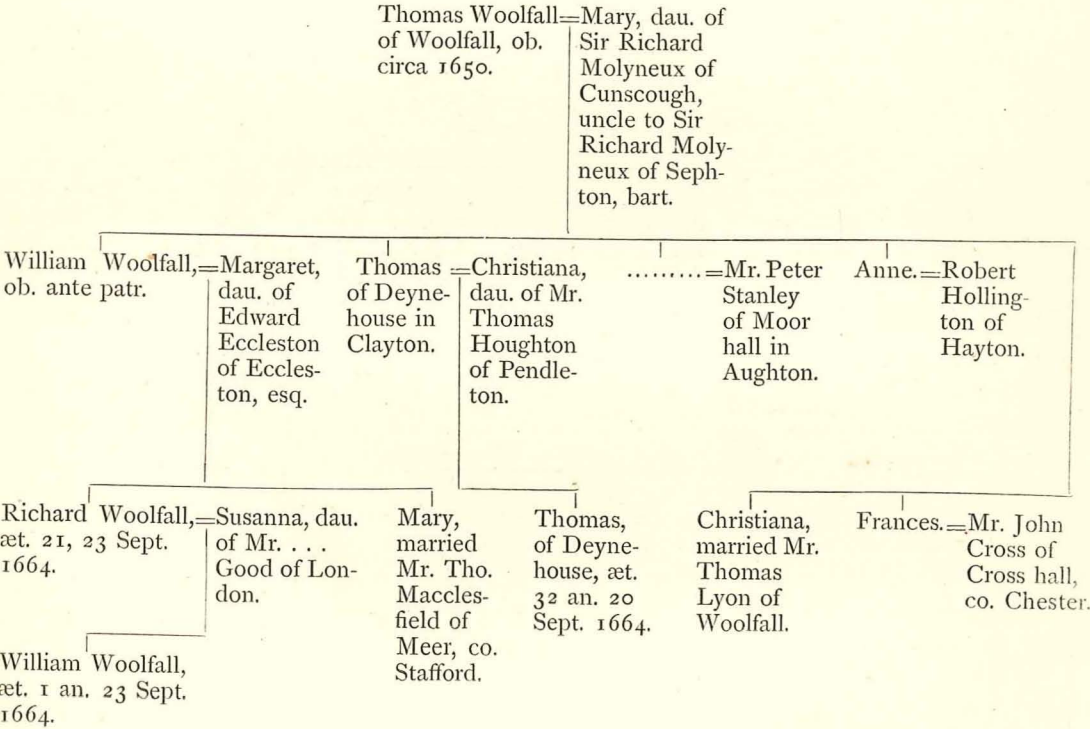 Thomas Woolfall=Mary, dau. of
of Woolfall, ob.
circa 1650.
Sir Richard
Molyneux of
Cunscough,
uncle to Sir
Richard Moly-
neux of Seph-
ton, bart.
William Woolfall,=Margaret,
ob. ante patr.
dau. of
Edward
Eccleston
of Eccles-
ton, esq.
Thomas =Christiana,
of Deyne-
house in
Clayton.
dau. of Mr.
Thomas
Houghton
of Pendle-
ton.
.........=Mr. Peter
Stanley
of Moor
hall in
Aughton.
Anne.=Robert
Holling-
ton of
Hayton.
Richard Woolfall,=Susanna, dau.
æt. 21, 23 Sept.
1664.
of Mr. . . .
Good of Lon-
don.
Mary,
married
Mr. Tho.
Maccles-
field of
Meer, co.
Stafford.
Thomas,
of Deyne-
house, æt.
32 an. 20
Sept. 1664.
Christiana,
married Mr.
Thomas
Lyon of
Woolfall.
Frances.=Mr. John
Cross of
Cross hall,
co. Chester.
William Woolfall,
æt. 1 an. 23 Sept.
1664.